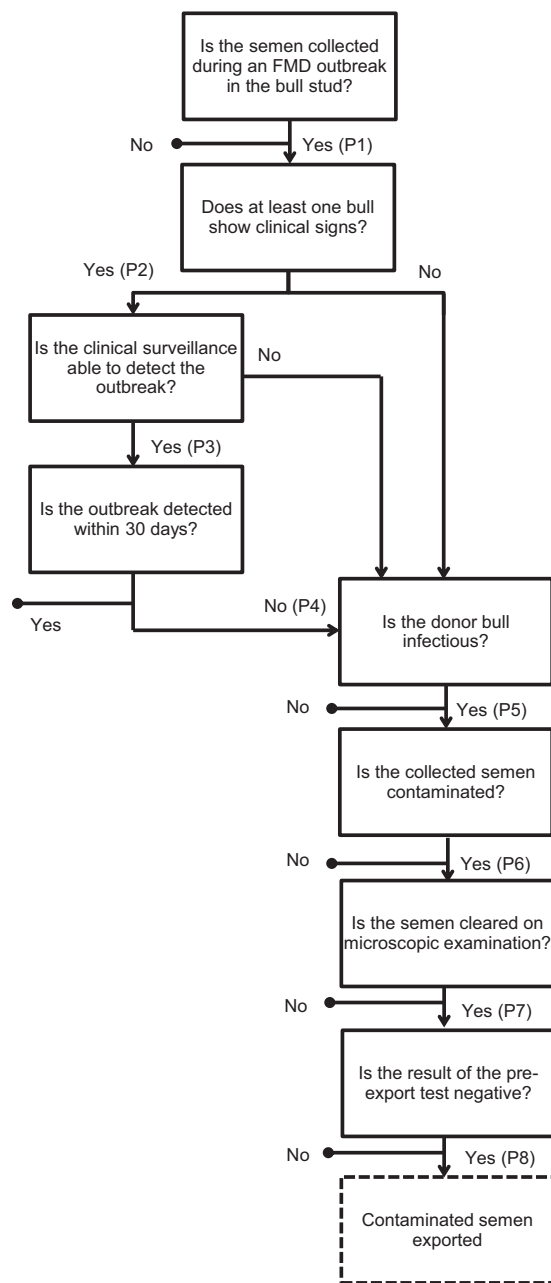 Is the semen collected
during an FMD outbreak
in the bull stud?
No
Yes (P1)
Does at least one bull
show clinical signs?
Yes (P2)
No
Is the clinical surveillance
able to detect the
outbreak?
No
Yes (P3)
Is the outbreak detected
within 30 days?
Yes
No (P4)
Is the donor bull
infectious?
No
Yes (P5)
Is the collected semen
contaminated?
No
Yes (P6)
Is the semen cleared on
microscopic examination?
No
Yes (P7)
Is the result of the pre-
export test negative?
No
Yes (P8)
Contaminated semen
exported